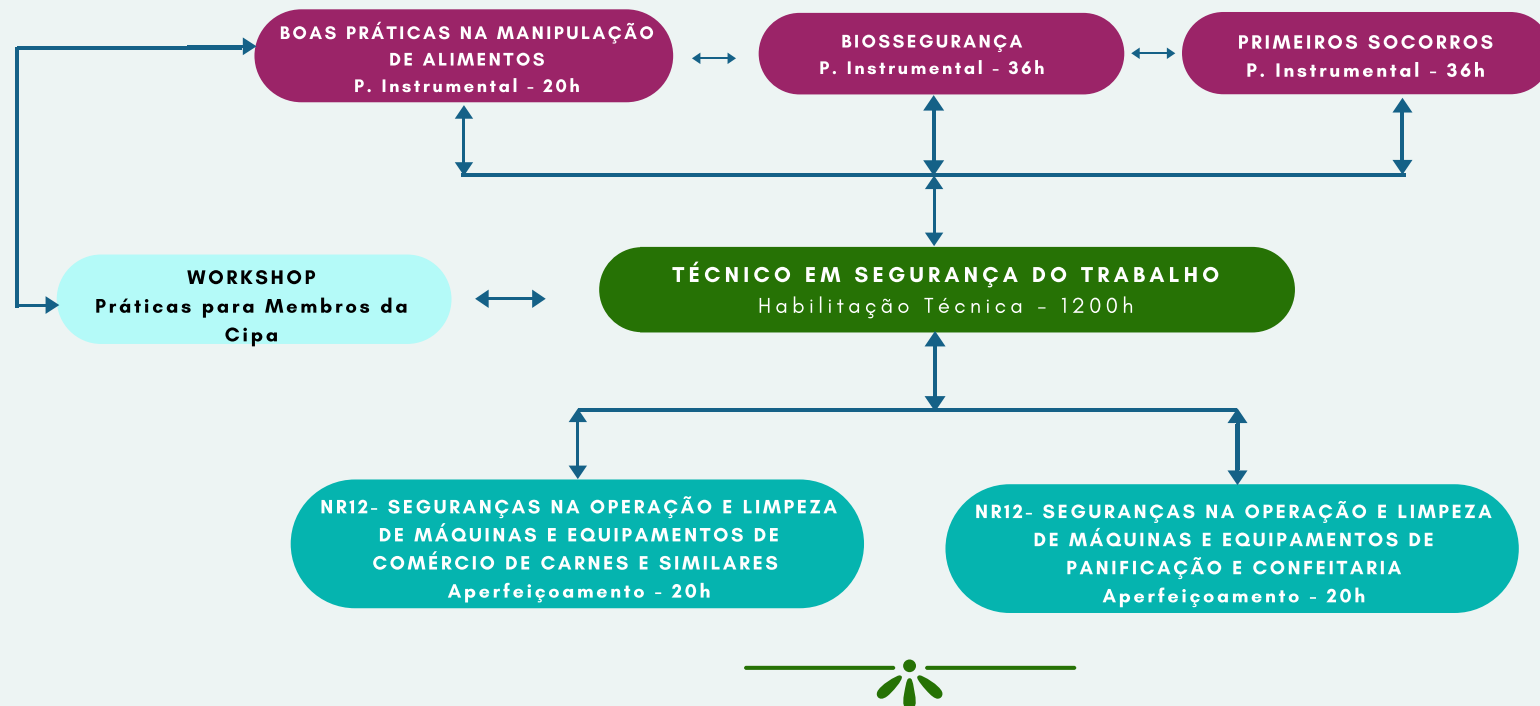 BOAS PRÁTICAS NA MANIPULAÇÃO
DE ALIMENTOS
P. Instrumental - 20h
BIOSSEGURANÇA
P. Instrumental - 36h
PRIMEIROS SOCORROS
P. Instrumental - 36h
WORKSHOP
Práticas para Membros da
Cipa
TÉCNICO EM SEGURANÇA DO TRABALHO
Habilitação Técnica - 1200h
NR12- SEGURANÇAS NA OPERAÇÃO E LIMPEZA
DE MÁQUINAS E EQUIPAMENTOS DE
COMÉRCIO DE CARNES E SIMILARES
Aperfeiçoamento - 20h
NR12- SEGURANÇAS NA OPERAÇÃO E LIMPEZA
DE MÁQUINAS E EQUIPAMENTOS DE
PANIFICAÇÃO E CONFEITARIA
Aperfeiçoamento - 20h